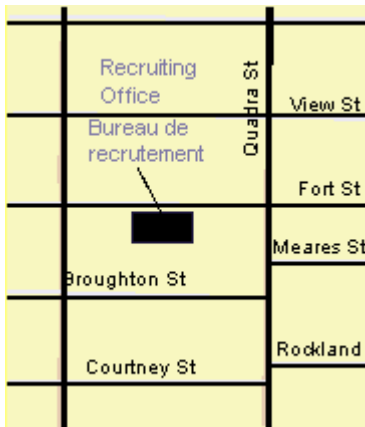 Recruiting
Office
Quadra St
View St
Bureau de
recrutement
Fort St
Meares St
Broughton St
Rockland
Courtney St